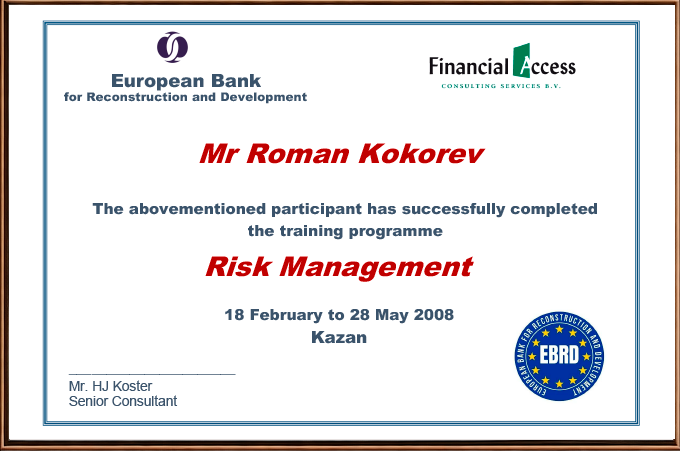 European Bank
for Reconstruction and Development
Financial Access
CONSULTING SERVICES B.V.
Mr Roman Kokorev
The abovementioned participant has successfully completed
the training programme
Risk Management
18 February to 28 May 2008
Kazan
EUROPEAN BANK FOR RECONSTRUCTION AND DEVELOPMENT
EBRD
Mr. HJ Koster
Senior Consultant